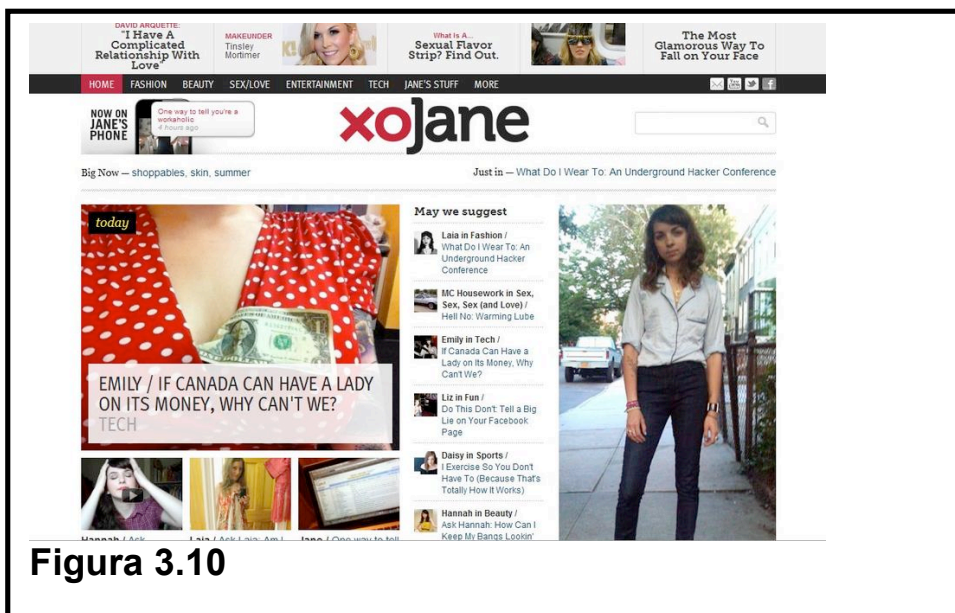 DAVID ARQUETTE:
"I Have A
Complicated
Relationship With
Love"
MAKEUNDER
Tinsley
Mortimer
What Is A...
Sexual Flavor
Strip? Find Out.
The Most
Glamorous Way To
Fall on Your Face
HOME FASHION BEAUTY SEX/LOVE ENTERTAINMENT TECH JANE'S STUFF MORE
NOW ON
JANE'S
PHONE
One way to tell you're a
workaholic
4 hours ago
xoJane
Big Now — shoppables, skin, summer
Just in — What Do I Wear To: An Underground Hacker Conference
today
EMILY / IF CANADA CAN HAVE A LADY
ON ITS MONEY, WHY CAN'T WE?
TECH
May we suggest
Laia in Fashion /
What Do I Wear To: An
Underground Hacker
Conference
MC Housework in Sex,
Sex, Sex (and Love) /
Hell No: Warming Lube
Emily in Tech /
If Canada Can Have a
Lady on Its Money, Why
Can't We?
Liz in Fun /
Do This Don't: Tell a Big
Lie on Your Facebook
Page
Daisy in Sports /
I Exercise So You Don't
Have To (Because That's
Totally How It Works)
Hannah in Beauty /
Ask Hannah: How Can I
Keep My Bangs Lookin'
Hannah / Ask
Laia / Ask Laia: Am I
Jane / One way to tell
Figura 3.10